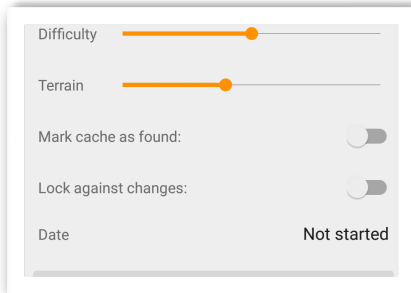 Difficulty
Terrain
Mark cache as found:
Lock against changes:
Date Not started